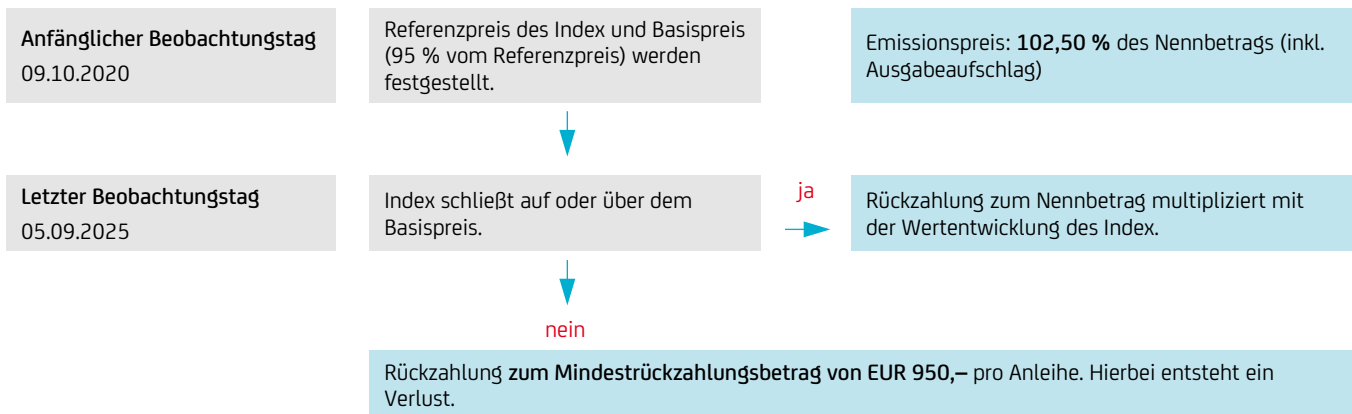 Anfänglicher Beobachtungstag
09.10.2020
Referenzpreis des Index und Basispreis
(95 % vom Referenzpreis) werden
festgestellt.
Emissionspreis: 102,50 % des Nennbetrags (inkl.
Ausgabeaufschlag)
Letzter Beobachtungstag
05.09.2025
Index schließt auf oder über dem
Basispreis.
ja
Rückzahlung zum Nennbetrag multipliziert mit
der Wertentwicklung des Index.
nein
Rückzahlung zum Mindestrückzahlungsbetrag von EUR 950,– pro Anleihe. Hierbei entsteht ein
Verlust.